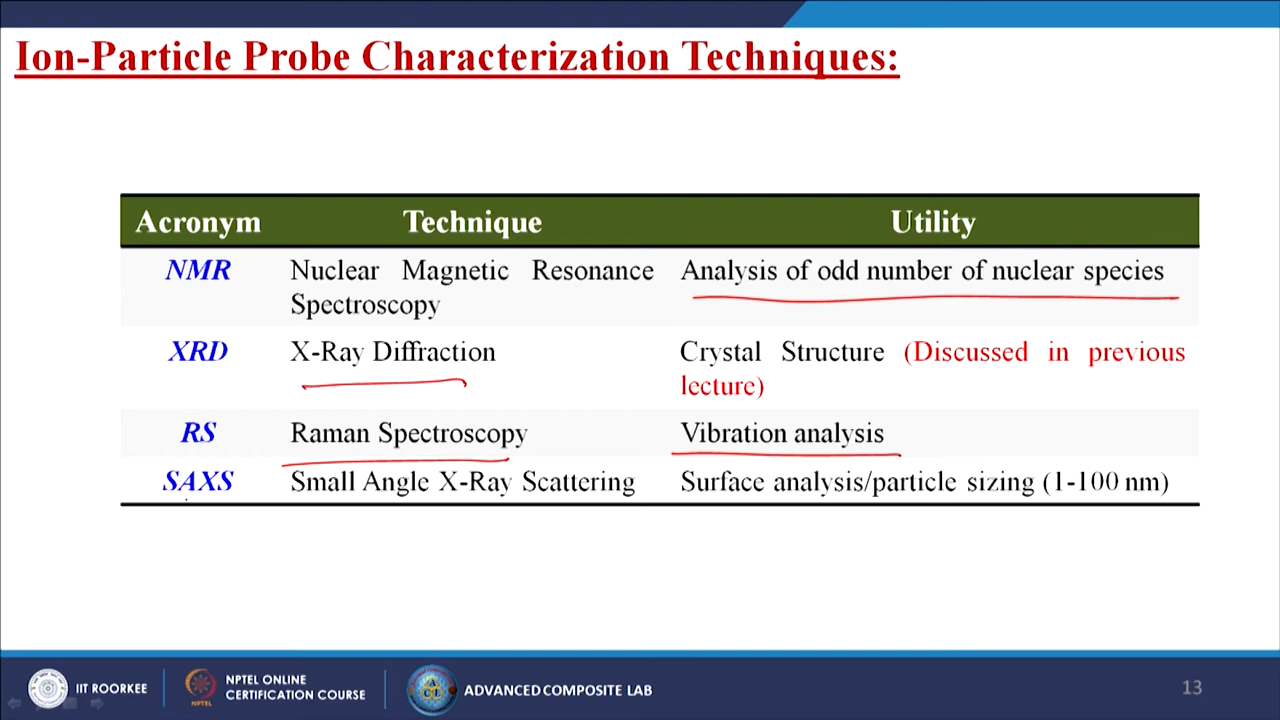 Ion-Particle Probe Characterization Techniques:
Acronym Technique Utility
NMR Nuclear Magnetic Resonance Analysis of odd number of nuclear species
Spectroscopy
XRD X-Ray Diffraction Crystal Structure (Discussed in previous
lecture)
RS Raman Spectroscopy Vibration analysis
SAXS Small Angle X-Ray Scattering Surface analysis/particle sizing (1-100 nm)
IIT ROORKEE
NPTEL
NPTEL ONLINE
CERTIFICATION COURSE
ACL
ADVANCED COMPOSITE LAB
13